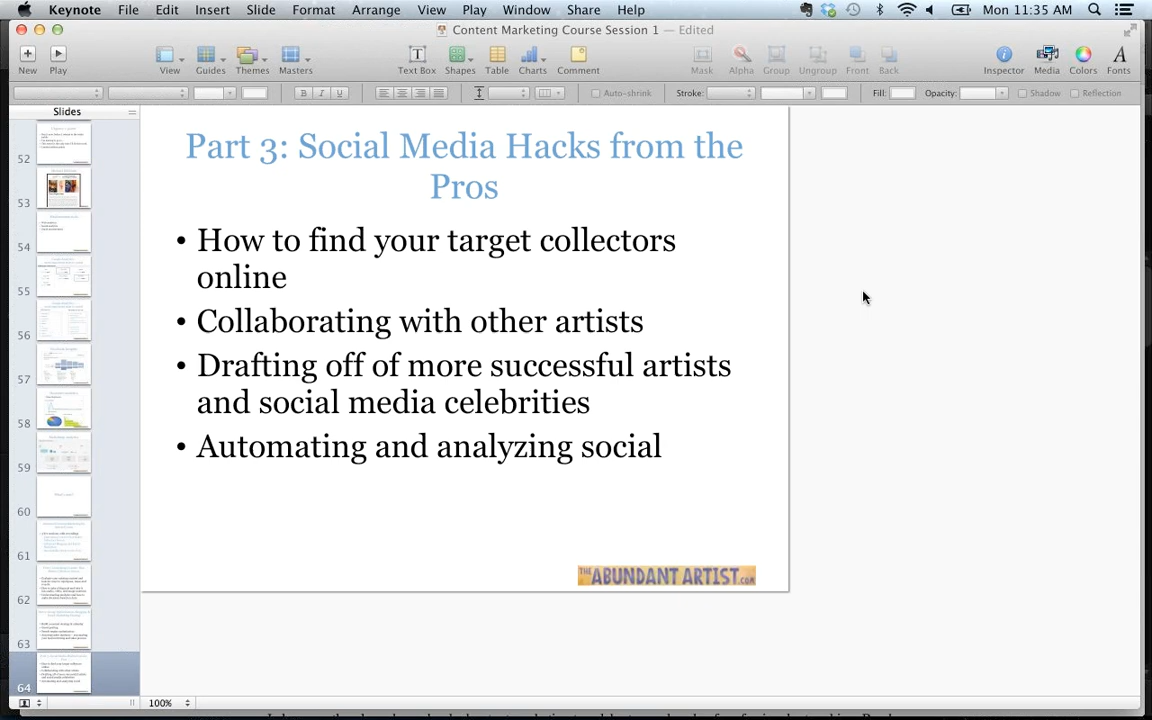 Keynote File Edit Insert Slide Format Arrange View Play Window Share Help Mon 11:35 AM
Content Marketing Course Session 1 — Edited
New Play View Guides Themes Masters Text Box Shapes Table Charts Comment Mask Alpha Group Ungroup Front Back Inspector Media Colors Fonts
B I U Auto-shrink Stroke: Fill: Opacity: Shadow Reflection
Slides
52
53
54
55
56
57
58
59
60
61
62
63
64
Part 3: Social Media Hacks from the
Pros
• How to find your target collectors
online
• Collaborating with other artists
• Drafting off of more successful artists
and social media celebrities
• Automating and analyzing social
THE ABUNDANT ARTIST.COM
100%